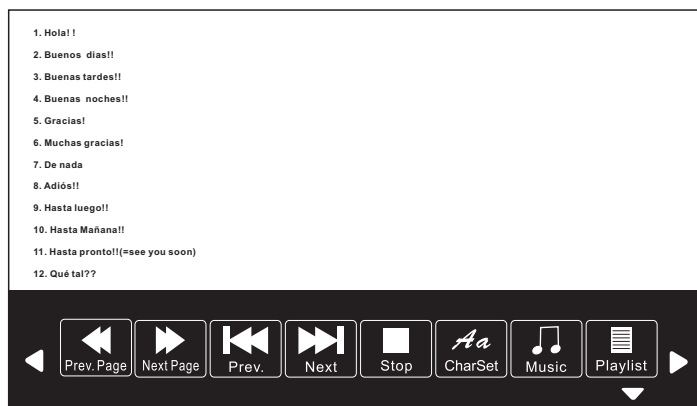 1. Hola! !
2. Buenos dias!!
3. Buenas tardes!!
4. Buenas noches!!
5. Gracias!
6. Muchas gracias!
7. De nada
8. Adiós!!
9. Hasta luego!!
10. Hasta Mañana!!
11. Hasta pronto!!(=see you soon)
12. Qué tal??
Prev. Page Next Page Prev. Next Stop Aa CharSet Music Playlist